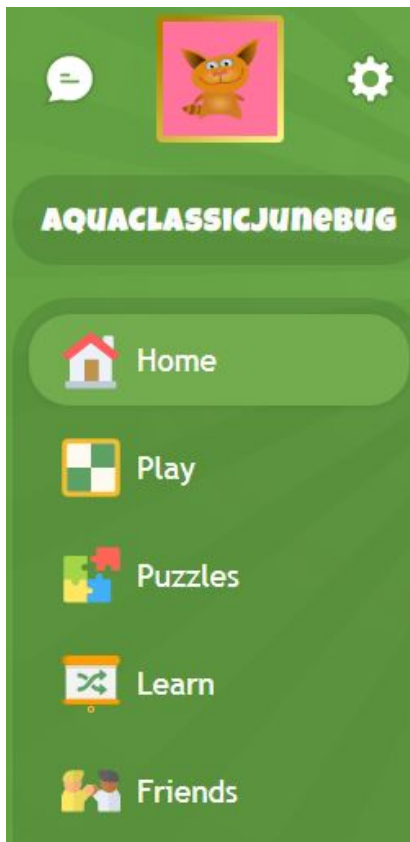 AQUACLASSICJUNEBUG
Home
Play
Puzzles
Learn
Friends